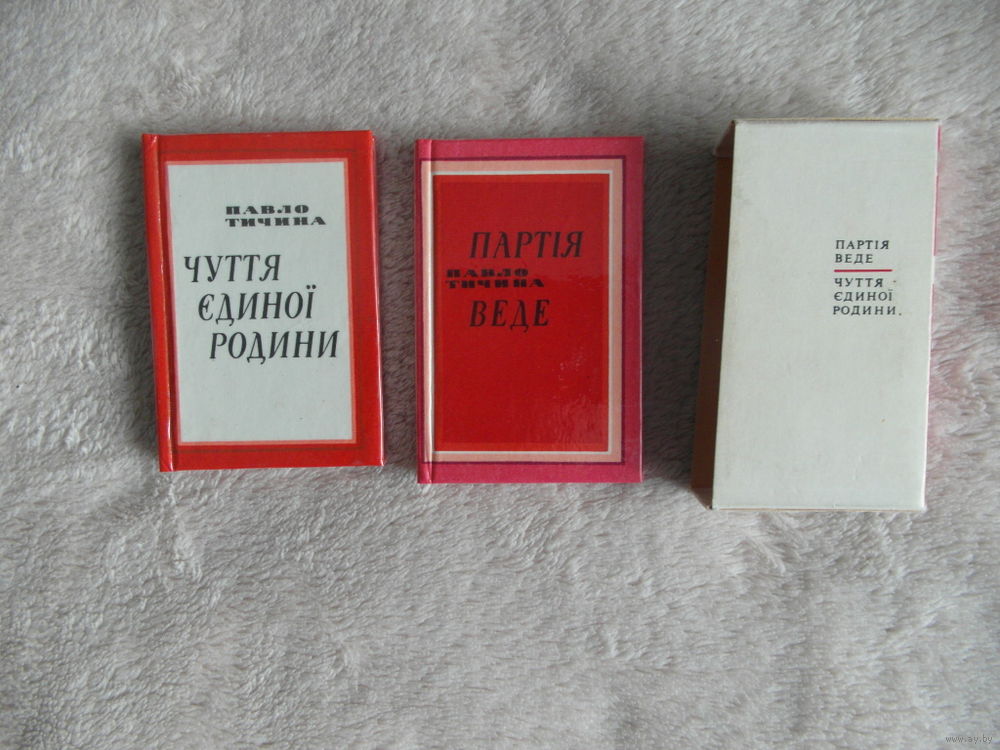 ПАВЛО
ТИЧИНА
ЧУТТЯ
ЄДИНОЇ
РОДИНИ
ПАРТІЯ
ПАВЛО
ТИЧИНА
ВЕДЕ
ПАРТІЯ
ВЕДЕ
ЧУТТЯ
ЄДИНОЇ
РОДИНИ.
www.ay.by